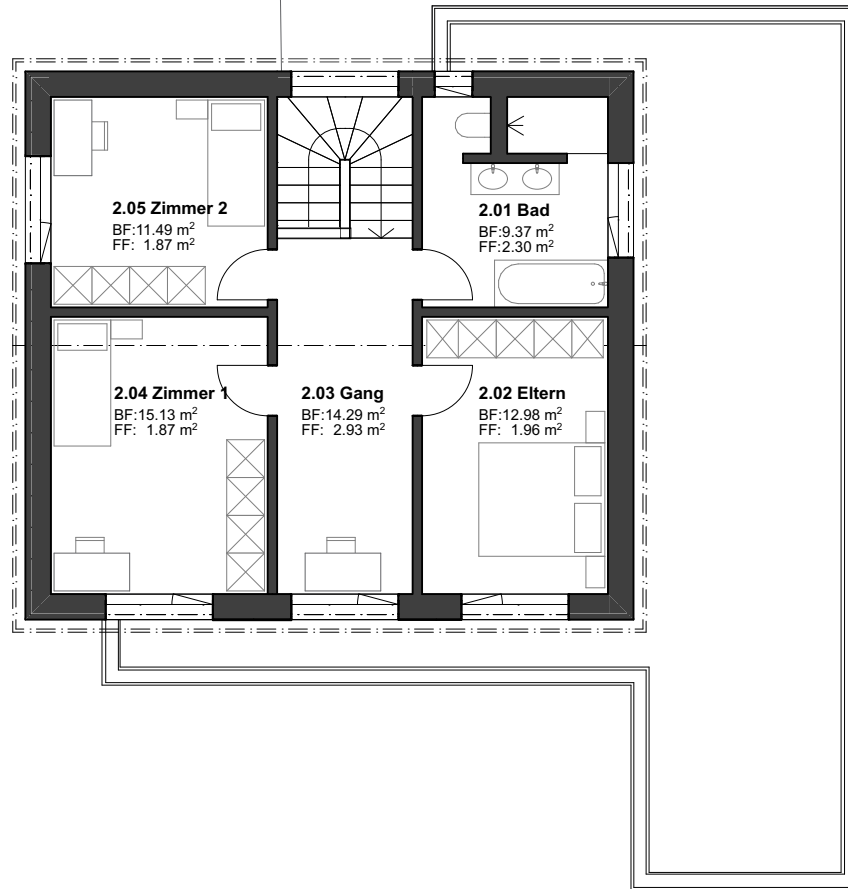 2.05 Zimmer 2
BF:11.49 m²
FF: 1.87 m²
2.01 Bad
BF:9.37 m²
FF:2.30 m²
2.04 Zimmer 1
BF:15.13 m²
FF: 1.87 m²
2.03 Gang
BF:14.29 m²
FF: 2.93 m²
2.02 Eltern
BF:12.98 m²
FF: 1.96 m²